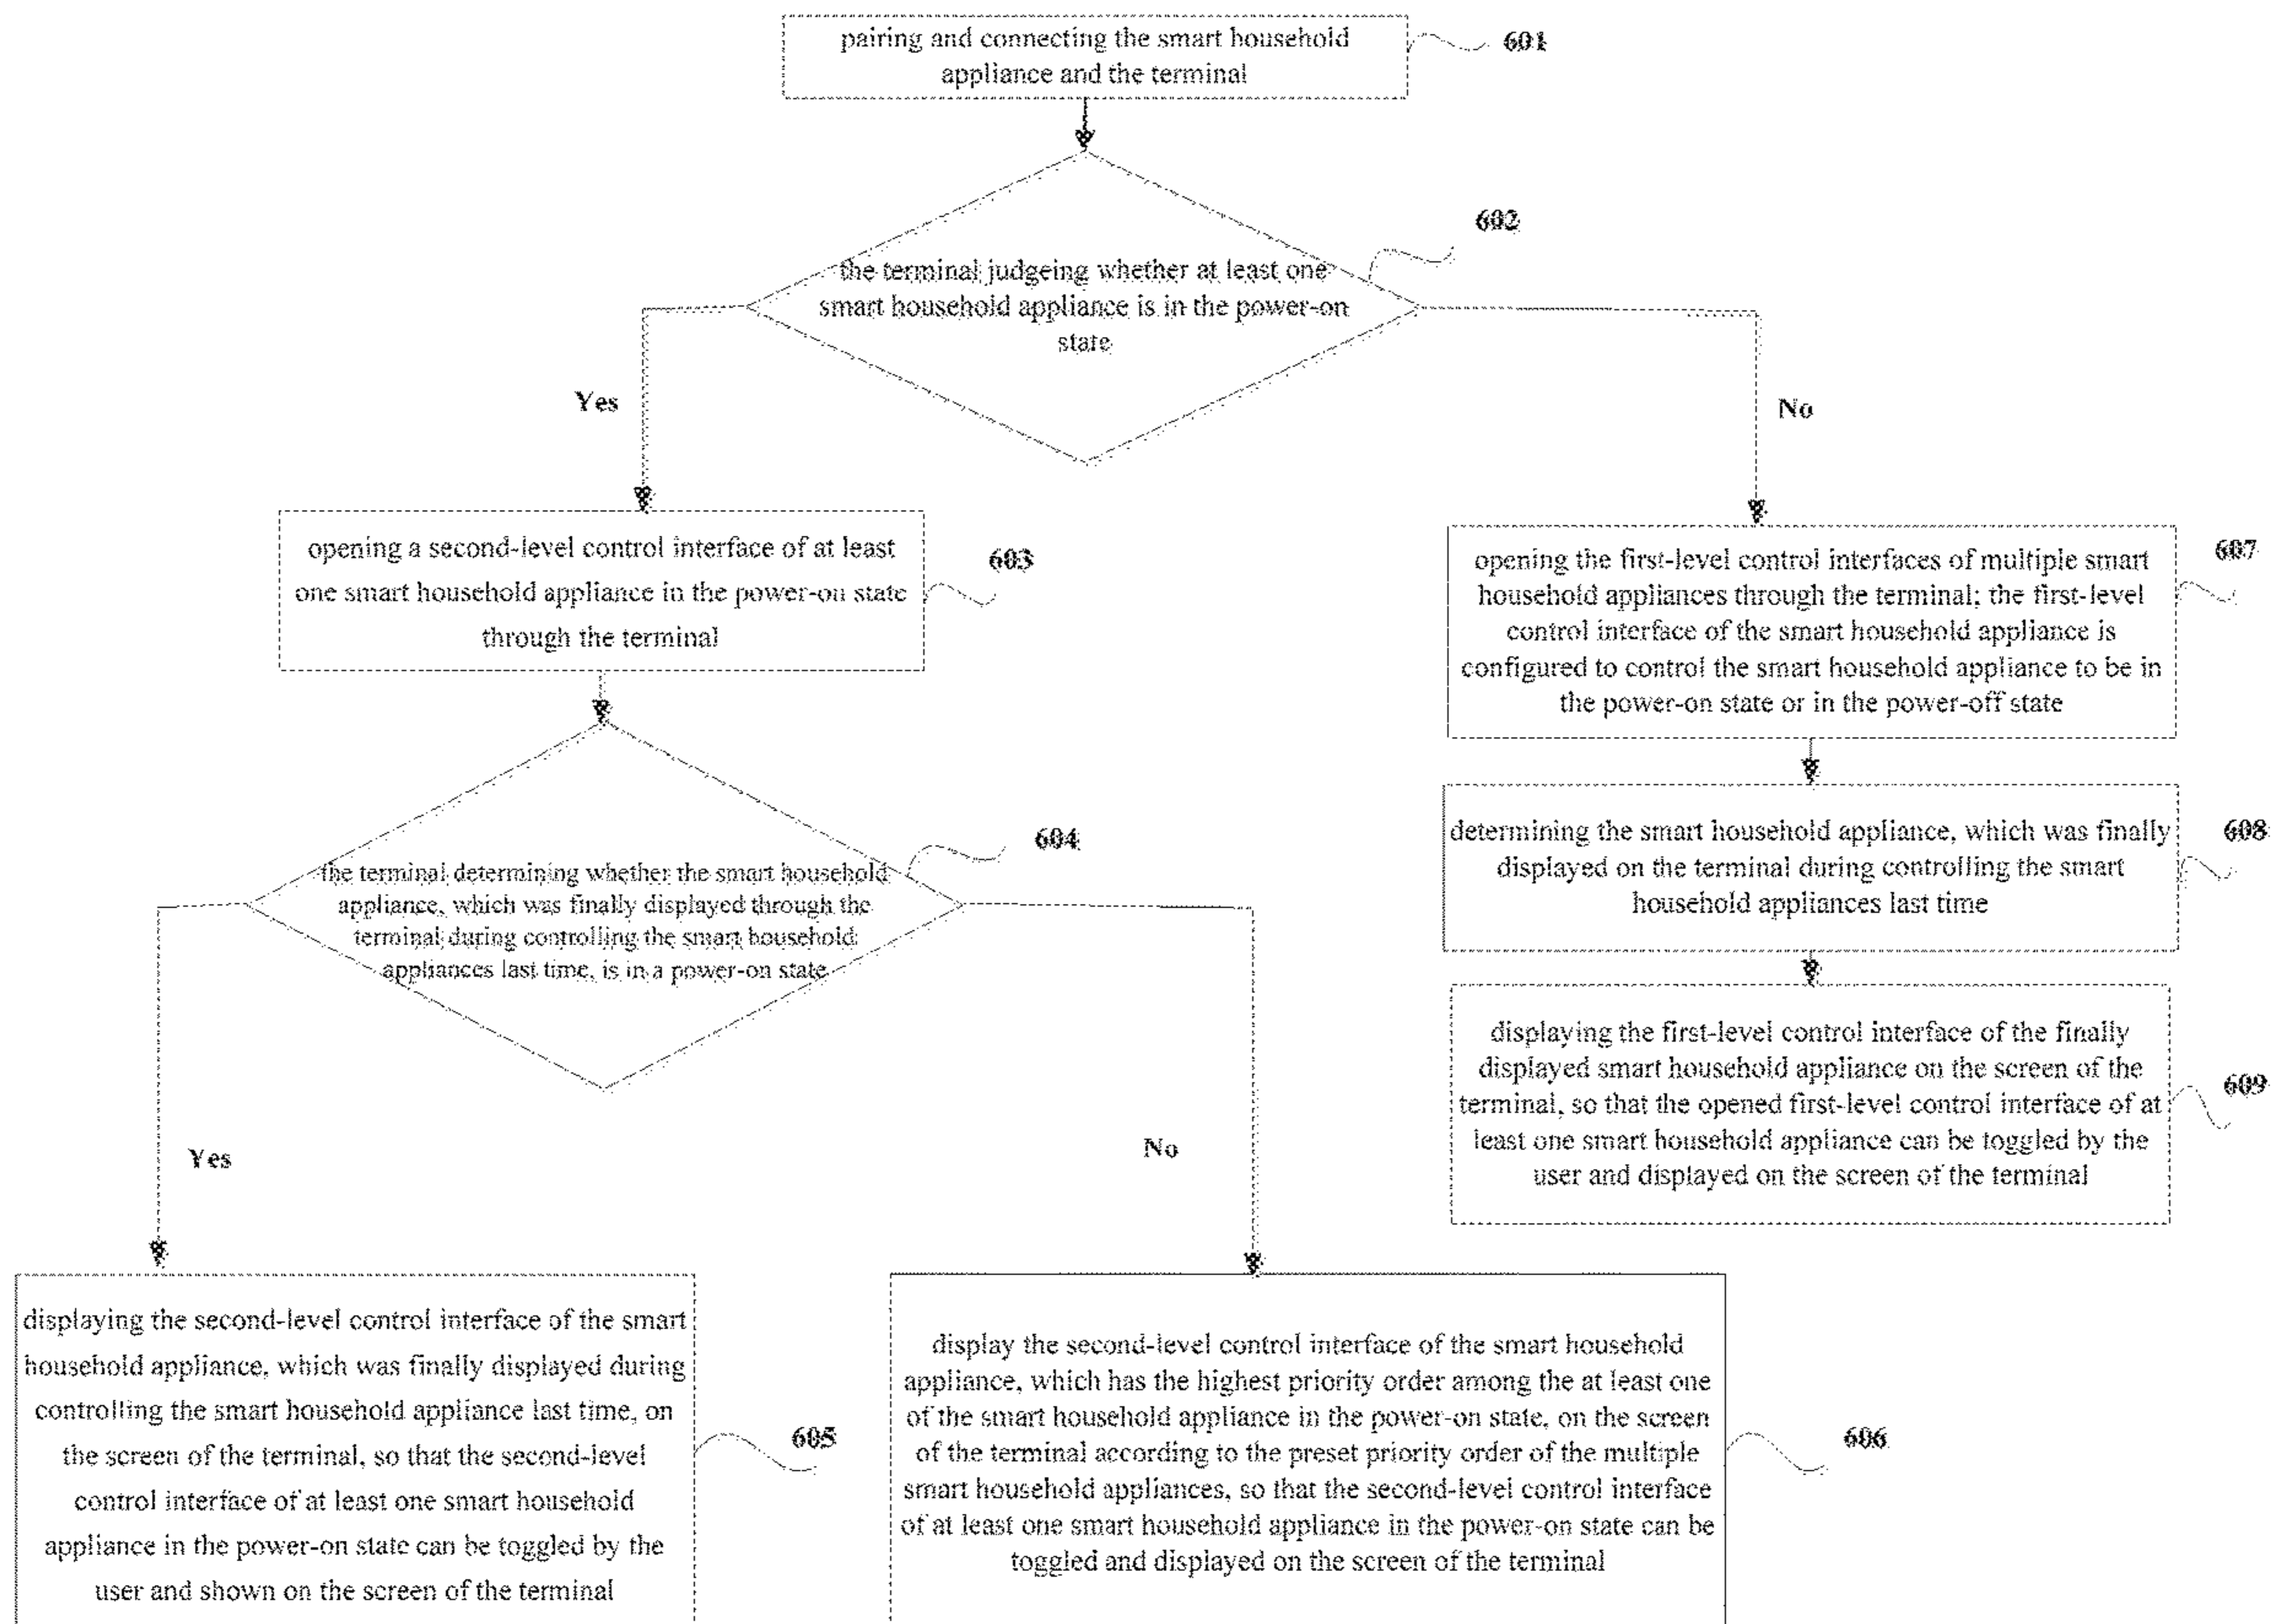 pairing and connecting the smart household
appliance and the terminal
601
602
the terminal judgeing whether at least one
smart household appliance is in the power-on
state
Yes
No
opening a second-level control interface of at least
one smart household appliance in the power-on state
through the terminal
603
opening the first-level control interfaces of multiple smart
household appliances through the terminal; the first-level
control interface of the smart household appliance is
configured to control the smart household appliance to be in
the power-on state or in the power-off state
607
604
the terminal determining whether the smart household
appliance, which was finally displayed through the
terminal during controlling the smart household
appliances last time, is in a power-on state
determining the smart household appliance, which was finally
displayed on the terminal during controlling the smart
household appliances last time
608
displaying the first-level control interface of the finally
displayed smart household appliance on the screen of the
terminal, so that the opened first-level control interface of at
least one smart household appliance can be toggled by the
user and displayed on the screen of the terminal
609
Yes
No
displaying the second-level control interface of the smart
household appliance, which was finally displayed during
controlling the smart household appliance last time, on
the screen of the terminal, so that the second-level
control interface of at least one smart household
appliance in the power-on state can be toggled by the
user and shown on the screen of the terminal
605
display the second-level control interface of the smart household
appliance, which has the highest priority order among the at least one
of the smart household appliance in the power-on state, on the screen
of the terminal according to the preset priority order of the multiple
smart household appliances, so that the second-level control interface
of at least one smart household appliance in the power-on state can be
toggled and displayed on the screen of the terminal
606